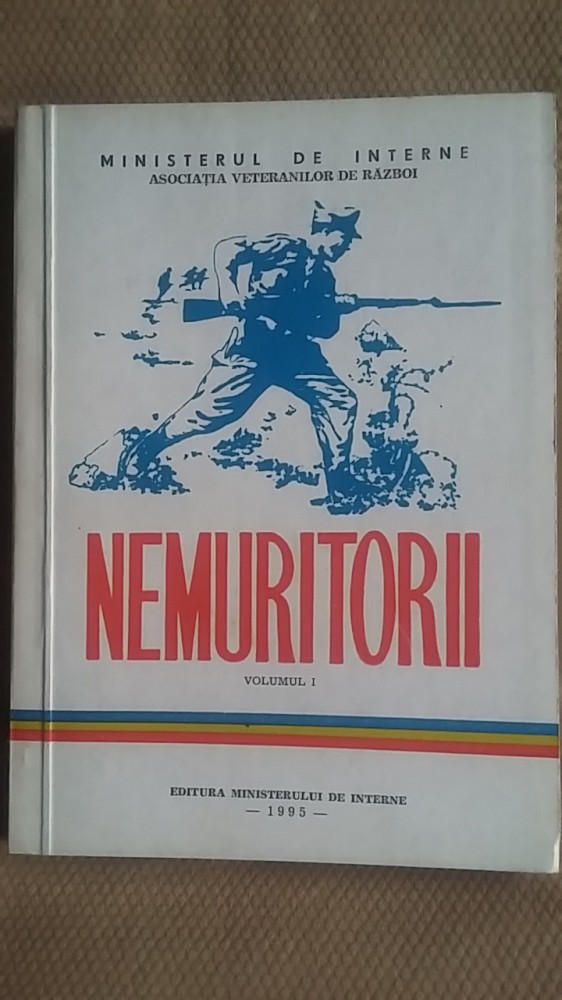 MINISTERUL DE INTERNE
ASOCIAȚIA VETERANILOR DE RĂZBOI
NEMURITORII
VOLUMUL I
EDITURA MINISTERULUI DE INTERNE
— 1995 —